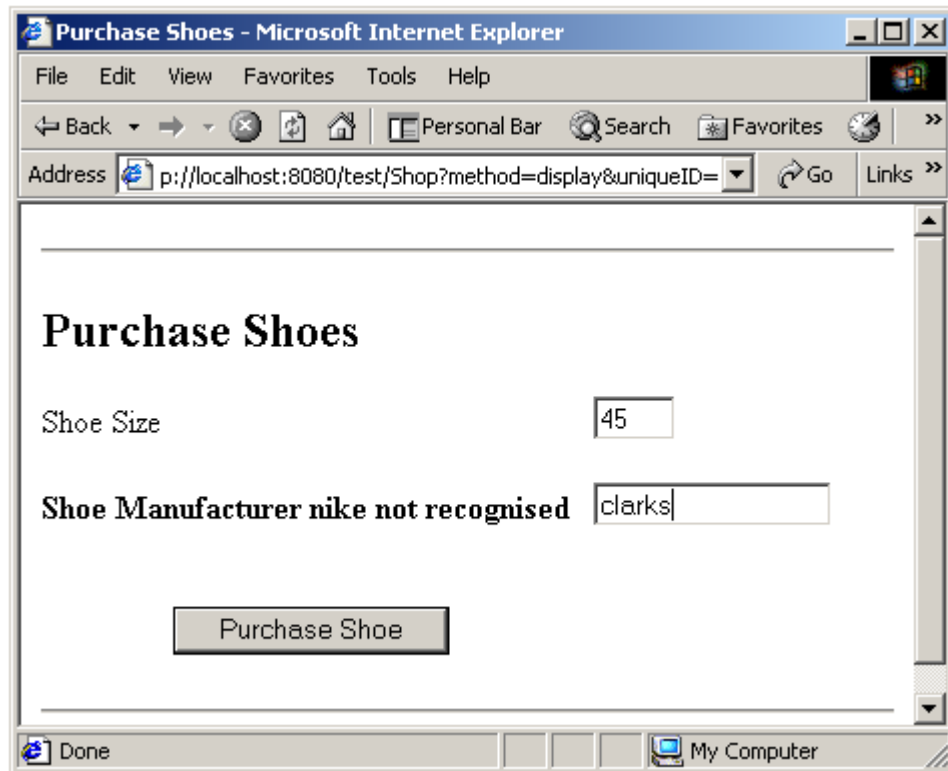 Purchase Shoes - Microsoft Internet Explorer
File Edit View Favorites Tools Help
Back Personal Bar Search Favorites »
Address p://localhost:8080/test/Shop?method=display&uniqueID= Go Links »
Purchase Shoes
Shoe Size 45
Shoe Manufacturer nike not recognised clarks
Purchase Shoe
Done My Computer